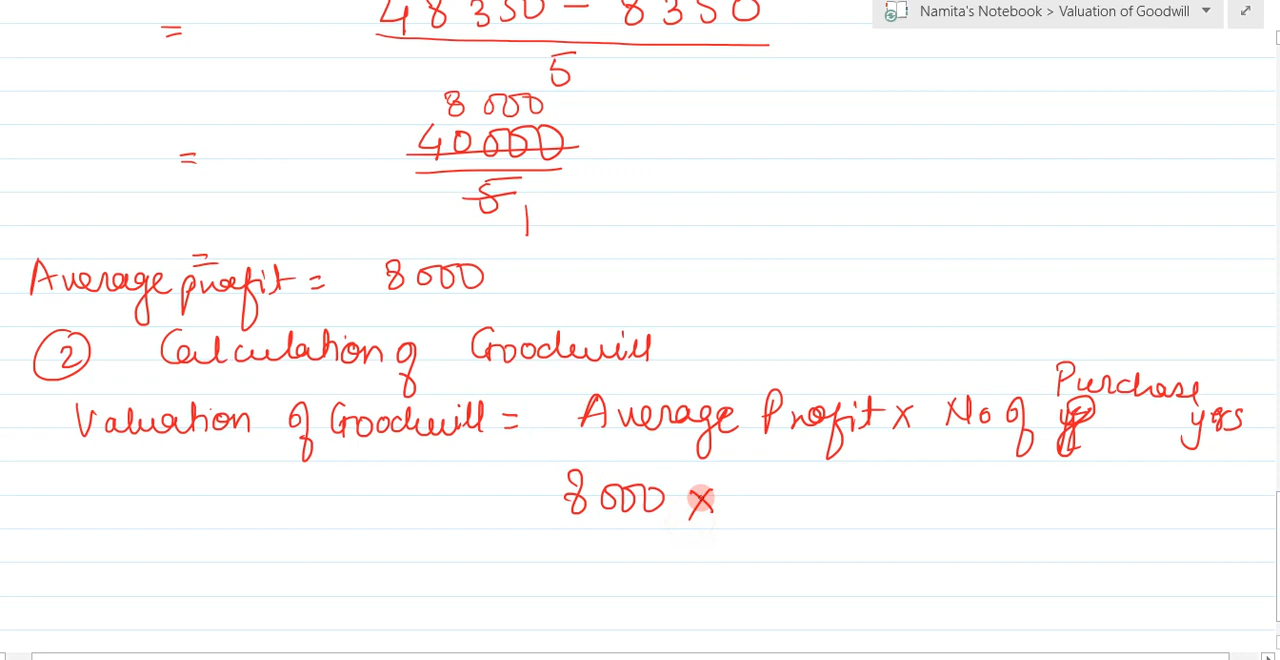 Namita's Notebook > Valuation of Goodwill
= 48350 - 8350
5
8000
= 40000
5 1
=
Average profit = 8000
② Calculation of Goodwill
Valuation of Goodwill = Average Profit x No of Purchase yrs
8000 x